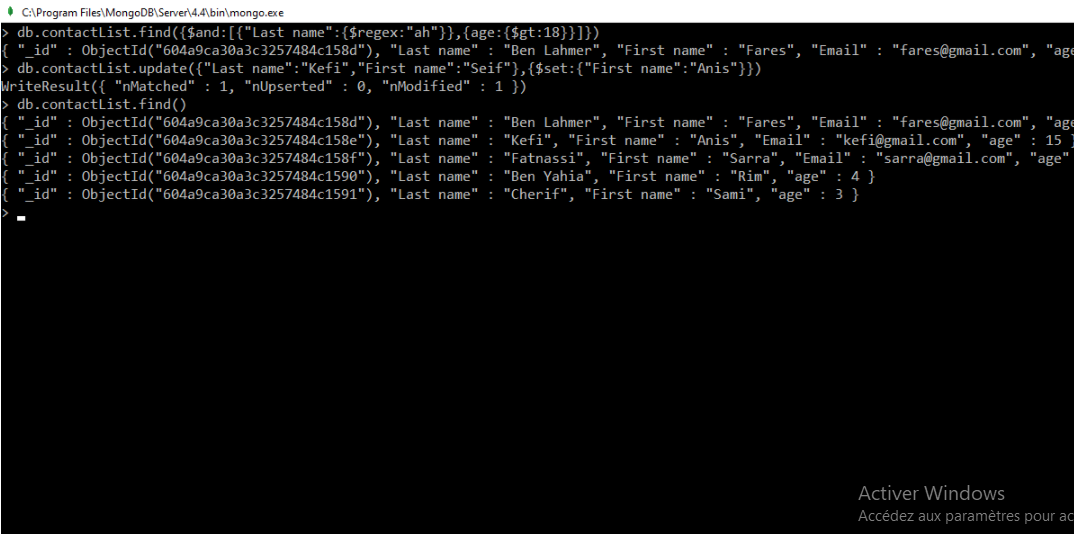 C:\Program Files\MongoDB\Server\4.4\bin\mongo.exe
> db.contactList.find({$and:[{"Last name":{$regex:"ah"}},{age:{$gt:18}}]})
{ "_id" : ObjectId("604a9ca30a3c3257484c158d"), "Last name" : "Ben Lahmer", "First name" : "Fares", "Email" : "fares@gmail.com", "age
> db.contactList.update({"Last name":"Kefi","First name":"Seif"},{$set:{"First name":"Anis"}})
WriteResult({ "nMatched" : 1, "nUpserted" : 0, "nModified" : 1 })
> db.contactList.find()
{ "_id" : ObjectId("604a9ca30a3c3257484c158d"), "Last name" : "Ben Lahmer", "First name" : "Fares", "Email" : "fares@gmail.com", "age
{ "_id" : ObjectId("604a9ca30a3c3257484c158e"), "Last name" : "Kefi", "First name" : "Anis", "Email" : "kefi@gmail.com", "age" : 15 }
{ "_id" : ObjectId("604a9ca30a3c3257484c158f"), "Last name" : "Fatnassi", "First name" : "Sarra", "Email" : "sarra@gmail.com", "age"
{ "_id" : ObjectId("604a9ca30a3c3257484c1590"), "Last name" : "Ben Yahia", "First name" : "Rim", "age" : 4 }
{ "_id" : ObjectId("604a9ca30a3c3257484c1591"), "Last name" : "Cherif", "First name" : "Sami", "age" : 3 }
>
Activer Windows
Accédez aux paramètres pour ac